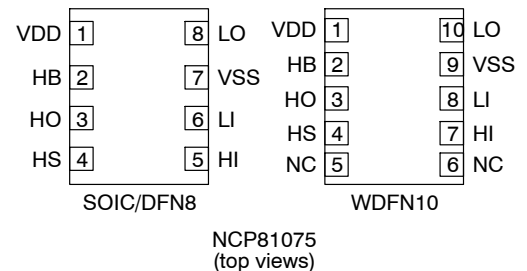 VDD 1 8 LO
HB 2 7 VSS
HO 3 6 LI
HS 4 5 HI
SOIC/DFN8
VDD 1 10 LO
HB 2 9 VSS
HO 3 8 LI
HS 4 7 HI
NC 5 6 NC
WDFN10
NCP81075
(top views)